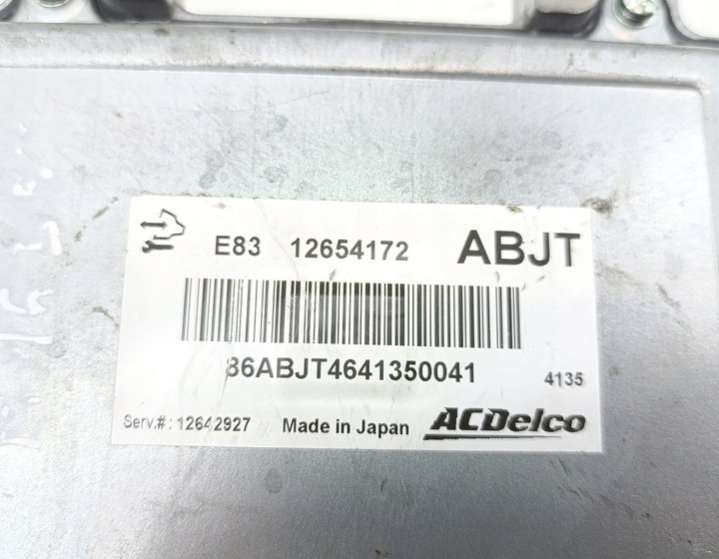 E83 12654172 ABJT
86ABJT4641350041
4135
Serv.#: 12642927 Made in Japan ACDelco